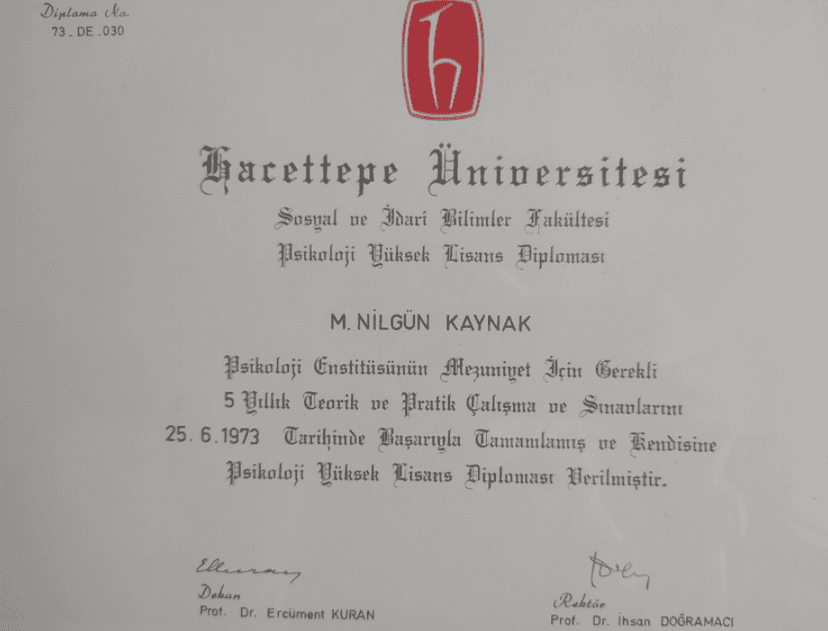 Diploma No.
73. DE .030
Hacettepe Üniversitesi
Sosyal ve İdari Bilimler Fakültesi
Psikoloji Yüksek Lisans Diploması
M. NİLGÜN KAYNAK
Psikoloji Enstitüsünün Mezuniyet İçin Gerekli
5 Yıllık Teorik ve Pratik Çalışma ve Sınavlarını
25. 6.1973 Tarihinde Başarıyla Tamamlamış ve Kendisine
Psikoloji Yüksek Lisans Diploması Verilmiştir.
Dekan
Prof. Dr. Ercüment KURAN
Rektör
Prof. Dr. İhsan DOĞRAMACI